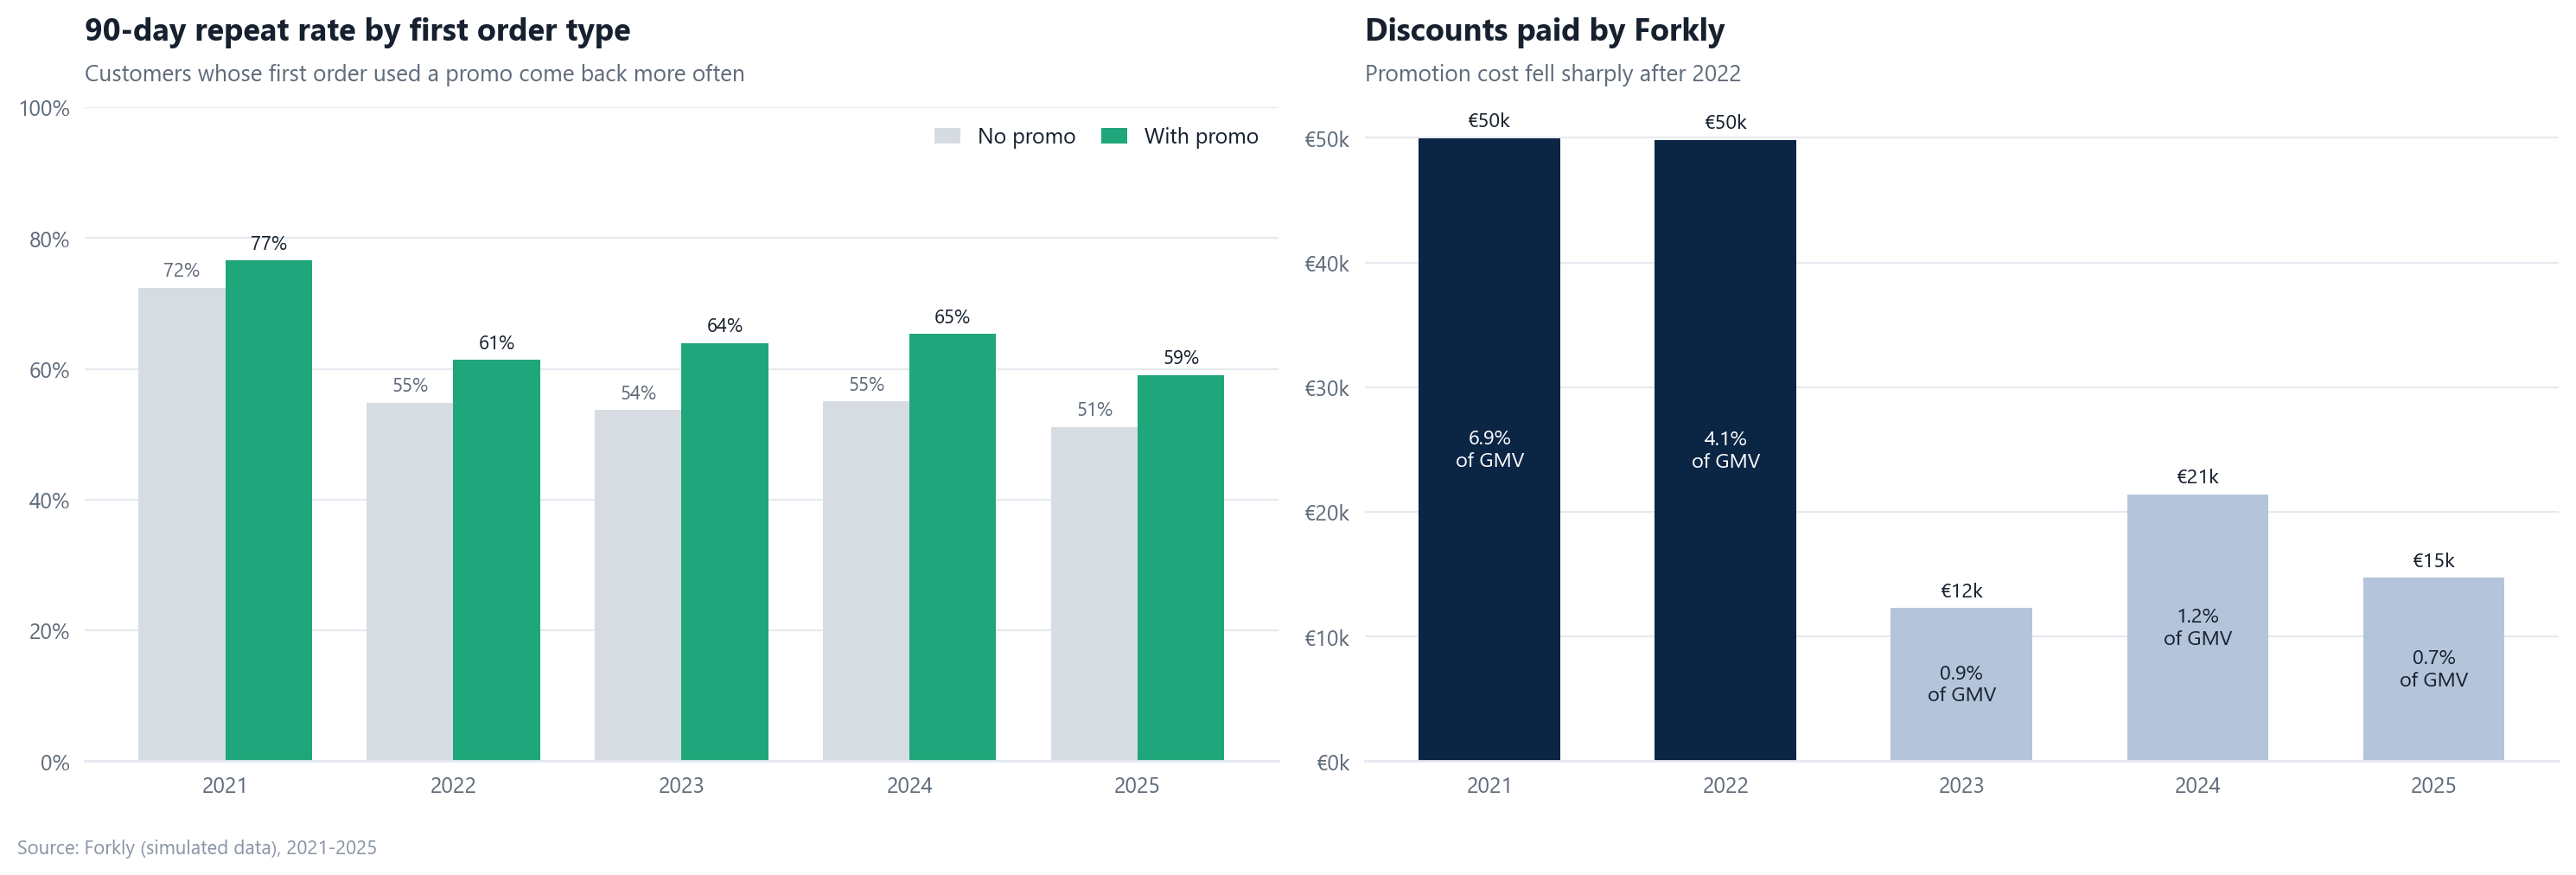 90-day repeat rate by first order type
Customers whose first order used a promo come back more often
No promo
With promo
100%
80%
60%
40%
20%
0%
72%
77%
55%
61%
54%
64%
55%
65%
51%
59%
2021
2022
2023
2024
2025
Discounts paid by Forkly
Promotion cost fell sharply after 2022
€50k
€40k
€30k
€20k
€10k
€0k
€50k
6.9%
of GMV
€50k
4.1%
of GMV
€12k
0.9%
of GMV
€21k
1.2%
of GMV
€15k
0.7%
of GMV
2021
2022
2023
2024
2025
Source: Forkly (simulated data), 2021-2025